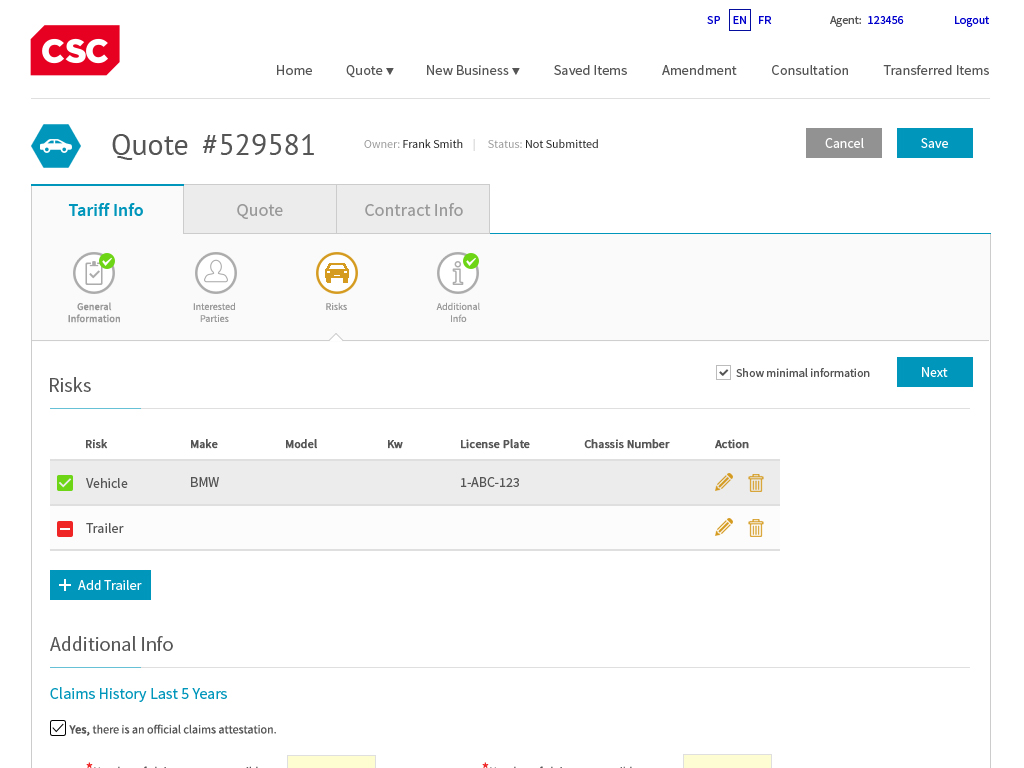 SP EN FR Agent: 123456 Logout
CSC
Home Quote New Business Saved Items Amendment Consultation Transferred Items
Quote #529581 Owner: Frank Smith Status: Not Submitted Cancel Save
Tariff Info Quote Contract Info
General Information
Interested Parties
Risks
Additional Info
Risks Show minimal information Next
Risk Make Model Kw License Plate Chassis Number Action
Vehicle BMW 1-ABC-123
Trailer
+ Add Trailer
Additional Info
Claims History Last 5 Years
Yes, there is an official claims attestation.